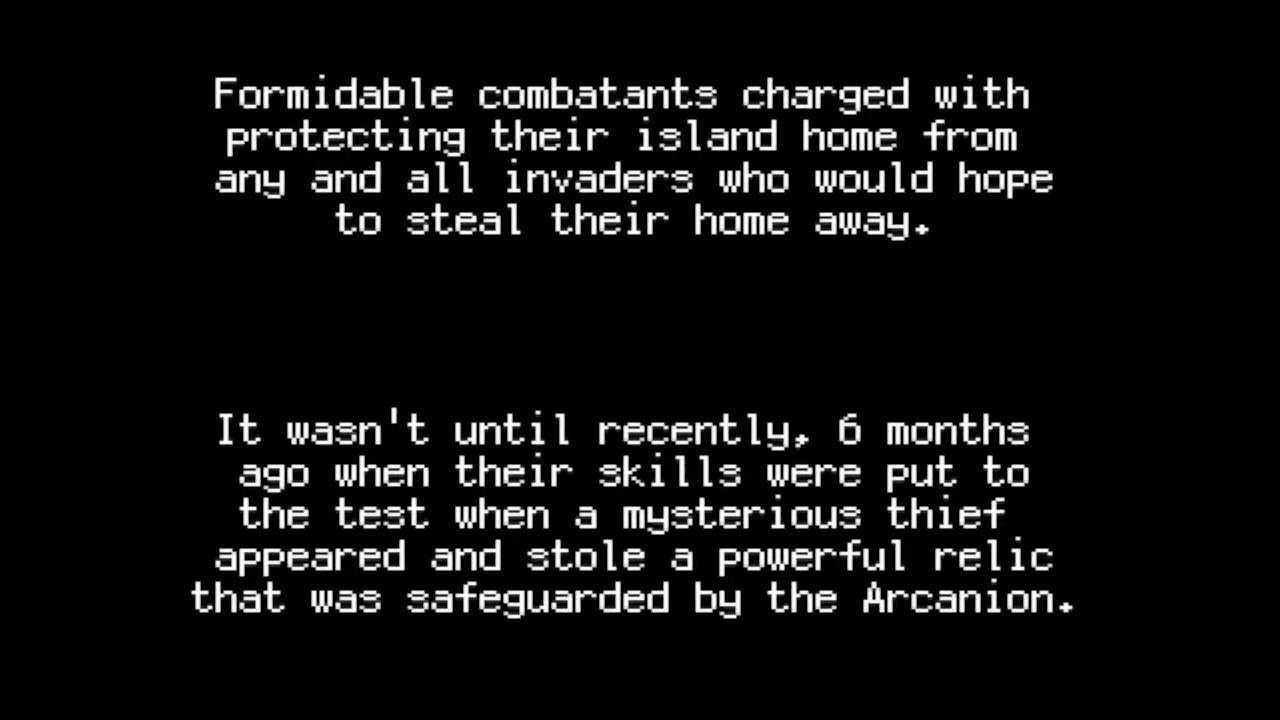 Formidable combatants charged with
protecting their island home from
any and all invaders who would hope
to steal their home away.
It wasn't until recently, 6 months
ago when their skills were put to
the test when a mysterious thief
appeared and stole a powerful relic
that was safeguarded by the Arcanion.